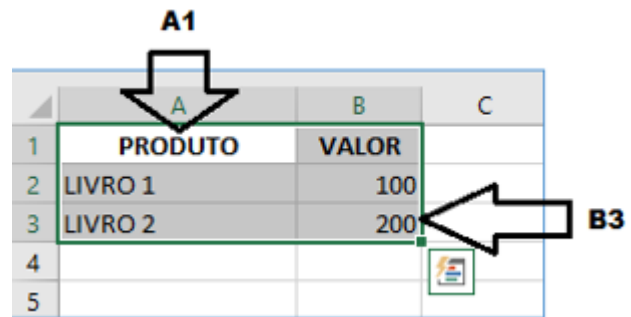 A1
A B C
1 PRODUTO VALOR
2 LIVRO 1 100
3 LIVRO 2 200 B3
4
5